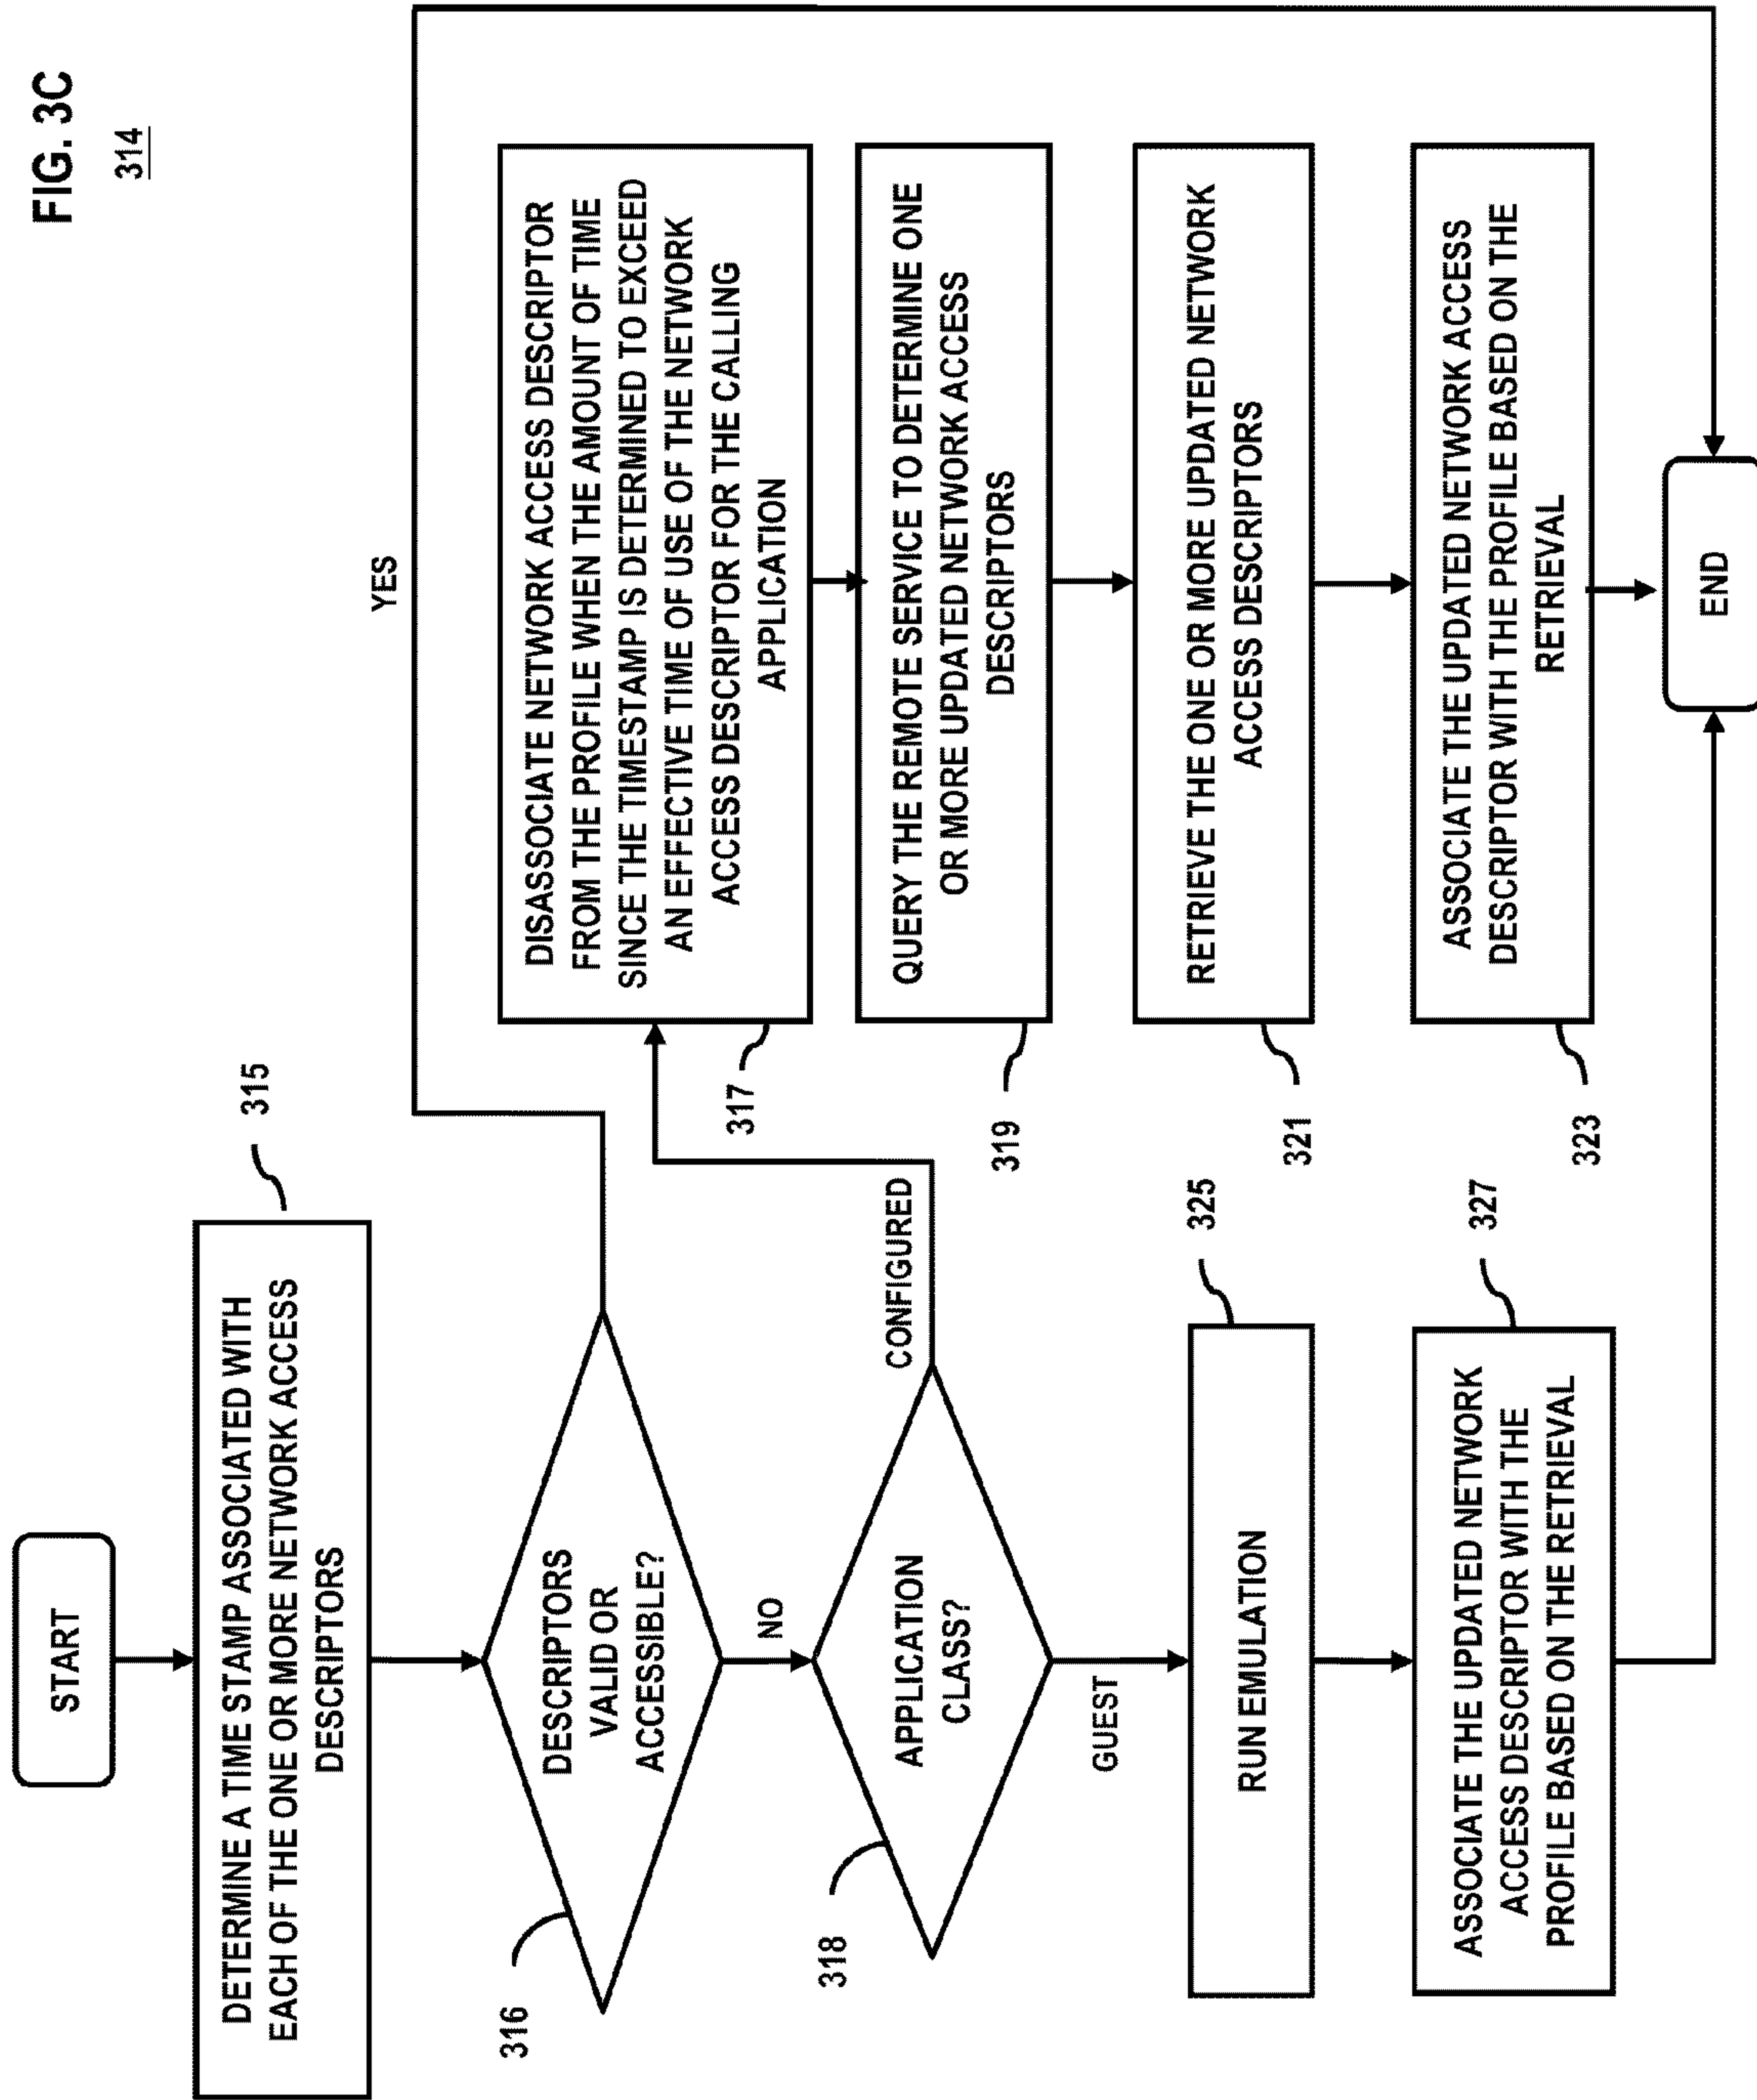 FIG. 3C
314
START
315
DETERMINE A TIME STAMP ASSOCIATED WITH
EACH OF THE ONE OR MORE NETWORK ACCESS
DESCRIPTORS
316
DESCRIPTORS
VALID OR
ACCESSIBLE?
YES
NO
318
APPLICATION
CLASS?
CONFIGURED
GUEST
317
DISASSOCIATE NETWORK ACCESS DESCRIPTOR
FROM THE PROFILE WHEN THE AMOUNT OF TIME
SINCE THE TIMESTAMP IS DETERMINED TO EXCEED
AN EFFECTIVE TIME OF USE OF THE NETWORK
ACCESS DESCRIPTOR FOR THE CALLING
APPLICATION
319
QUERY THE REMOTE SERVICE TO DETERMINE ONE
OR MORE UPDATED NETWORK ACCESS
DESCRIPTORS
321
RETRIEVE THE ONE OR MORE UPDATED NETWORK
ACCESS DESCRIPTORS
323
ASSOCIATE THE UPDATED NETWORK ACCESS
DESCRIPTOR WITH THE PROFILE BASED ON THE
RETRIEVAL
325
RUN EMULATION
327
ASSOCIATE THE UPDATED NETWORK
ACCESS DESCRIPTOR WITH THE
PROFILE BASED ON THE RETRIEVAL
END